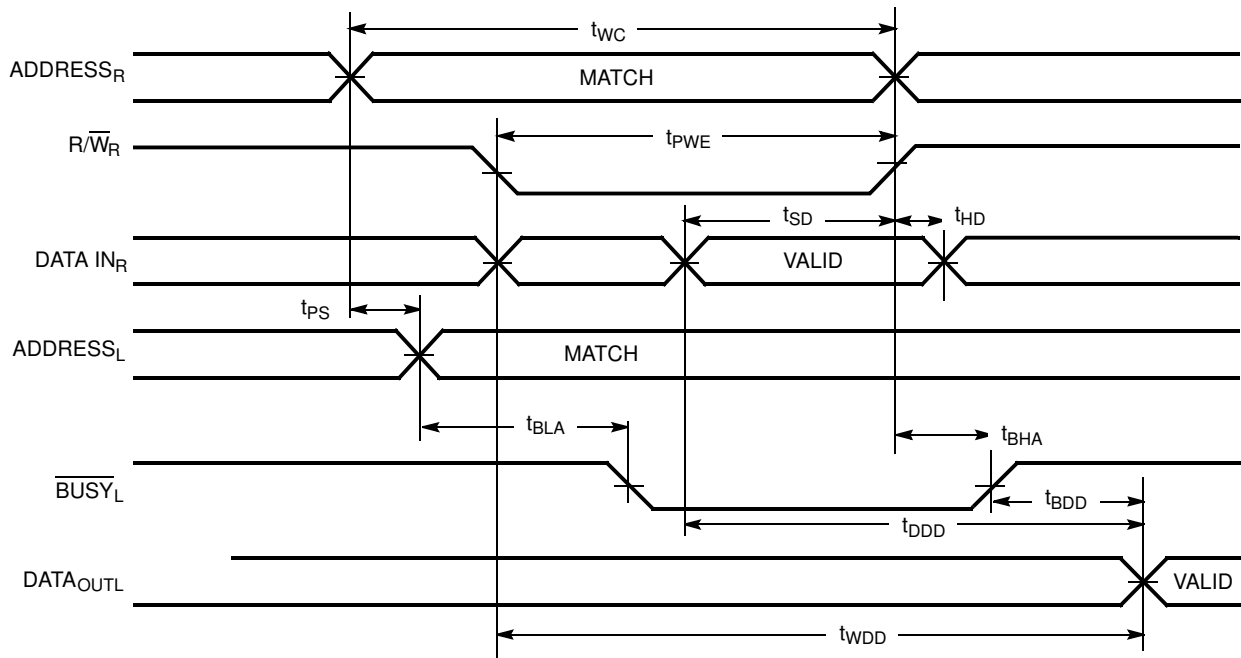 tWC
ADDRESSR
MATCH
R/W̅R
tPWE
tSD
tHD
DATA INR
VALID
tPS
ADDRESSL
MATCH
tBLA
tBHA
B̅U̅S̅Y̅L
tBDD
tDDD
DATAOUTL
VALID
tWDD